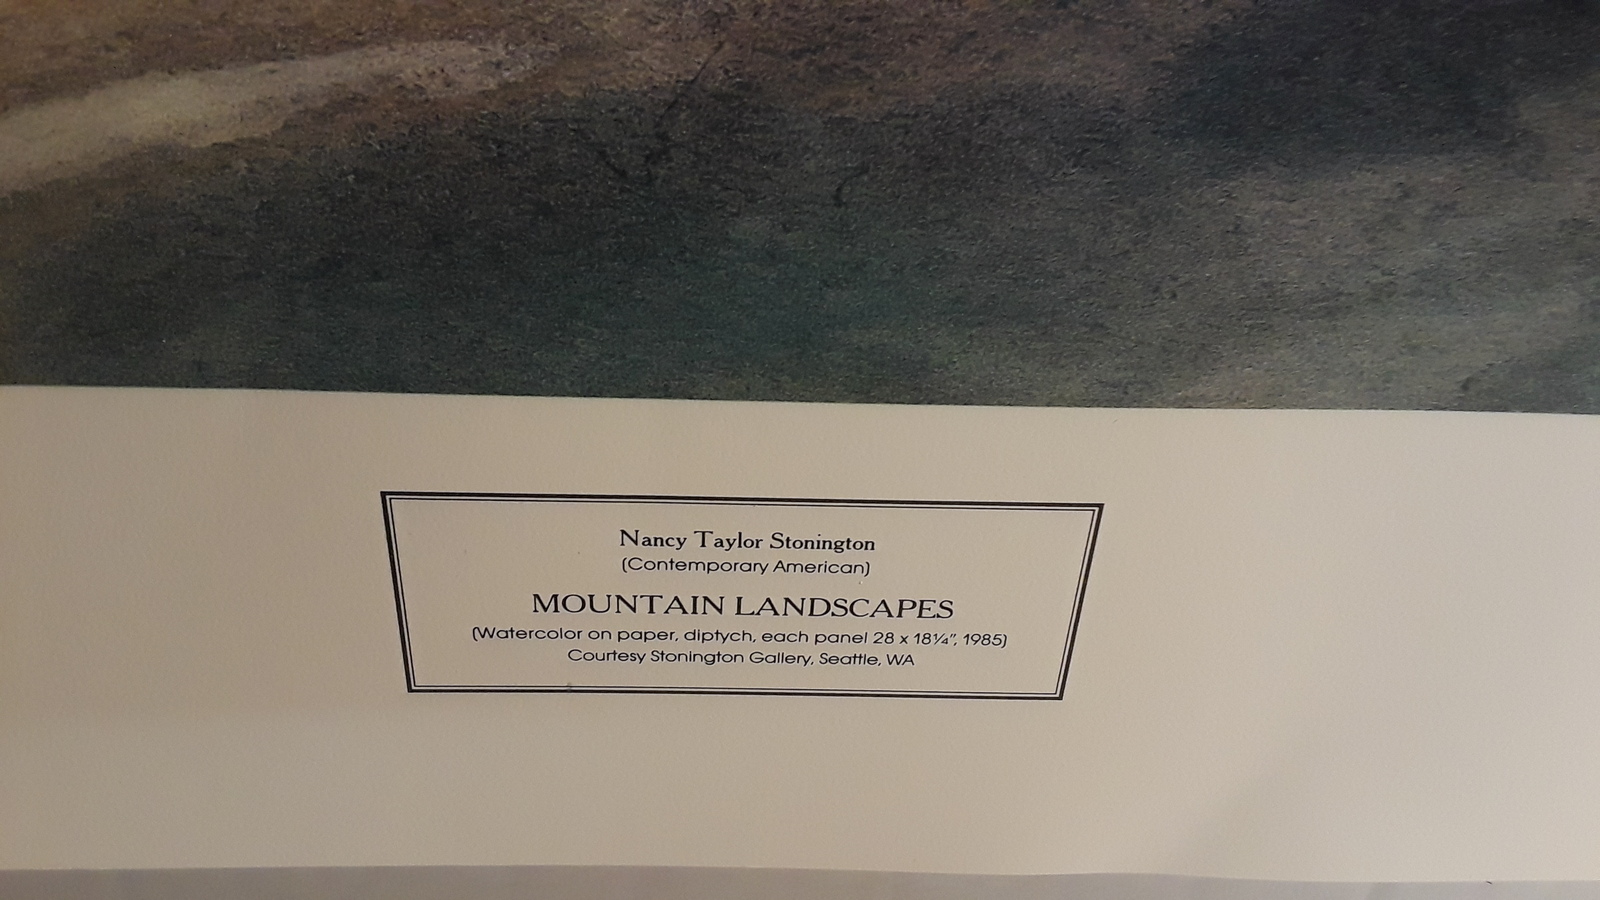 Nancy Taylor Stonington
(Contemporary American)
MOUNTAIN LANDSCAPES
(Watercolor on paper, diptych, each panel 28 x 18¼", 1985)
Courtesy Stonington Gallery, Seattle, WA